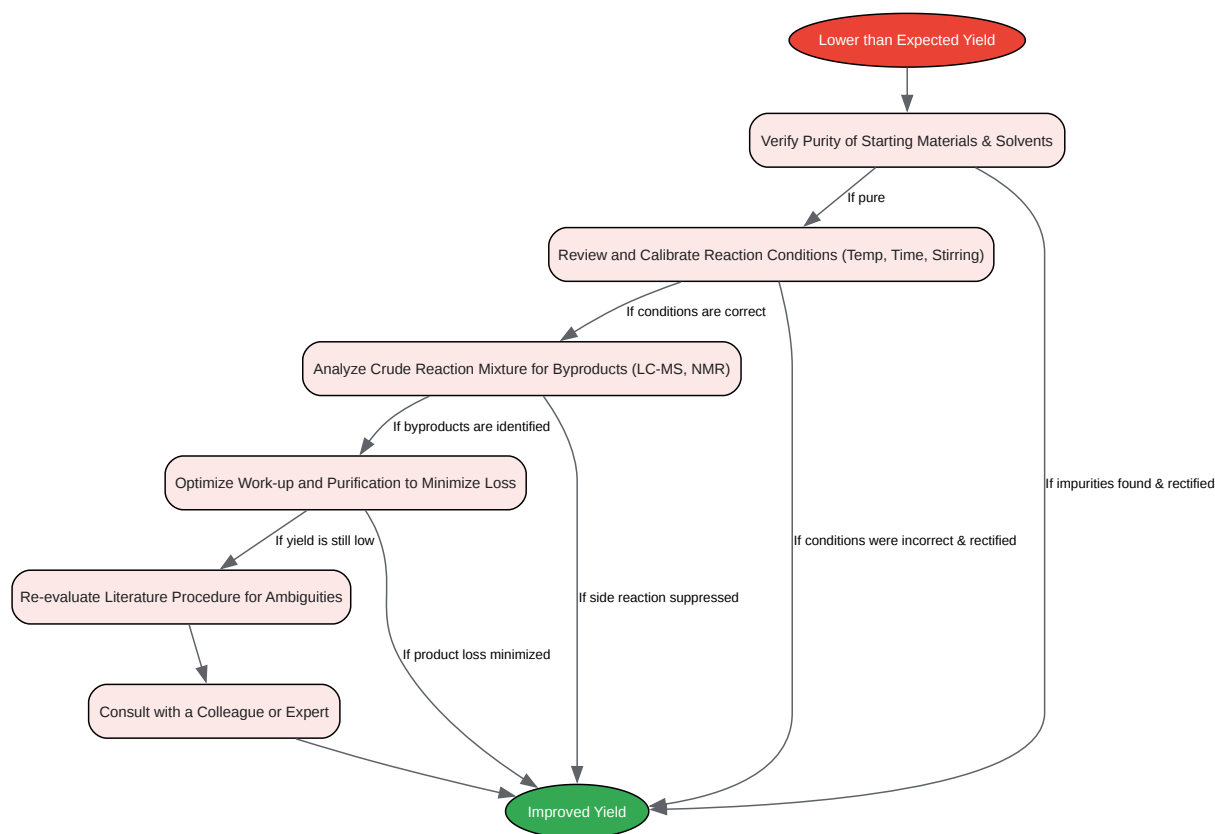 Lower than Expected Yield
Verify Purity of Starting Materials & Solvents
If pure
Review and Calibrate Reaction Conditions (Temp, Time, Stirring)
If conditions are correct
Analyze Crude Reaction Mixture for Byproducts (LC-MS, NMR)
If byproducts are identified
Optimize Work-up and Purification to Minimize Loss
If impurities found & rectified
If yield is still low
If conditions were incorrect & rectified
Re-evaluate Literature Procedure for Ambiguities
If side reaction suppressed
If product loss minimized
Consult with a Colleague or Expert
Improved Yield